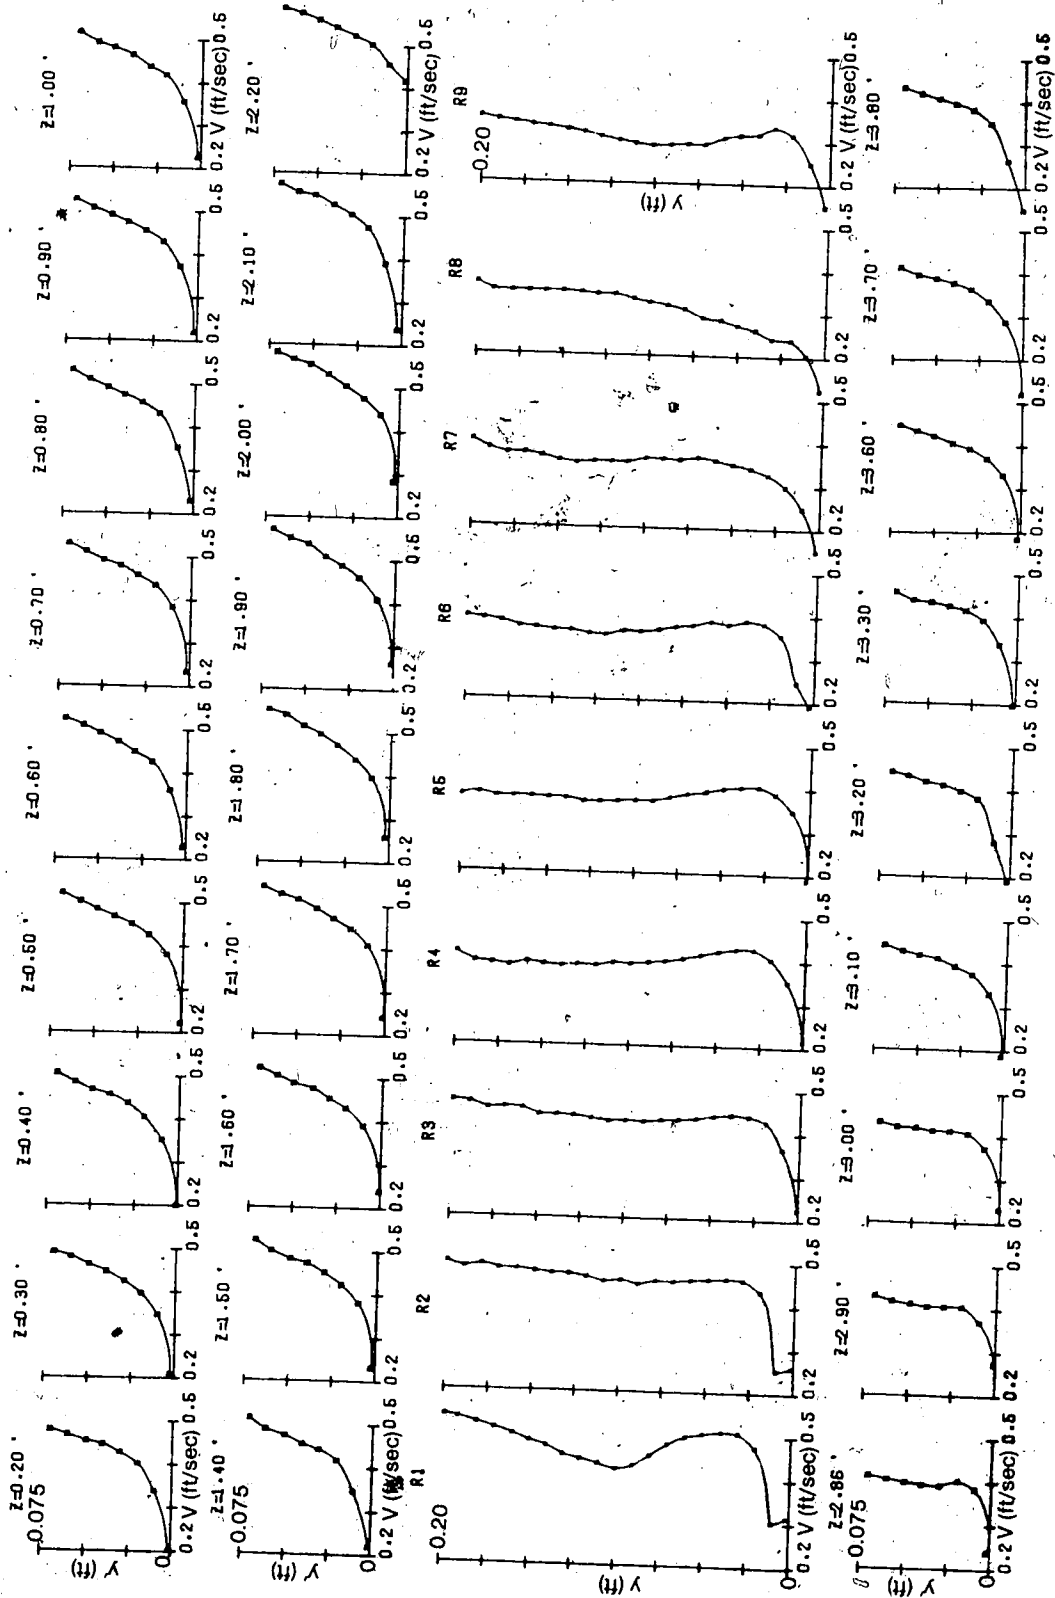 Z=0.20 ' Z=0.30 ' Z=0.40 ' Z=0.50 ' Z=0.60 ' Z=0.70 ' Z=0.80 ' Z=0.90 ' Z=1.00 '
0.075
y (ft)
0
0.2 V (ft/sec) 0.5 0.2 0.5 0.2 0.5 0.2 0.5 0.2 0.5 0.2 0.5 0.2 0.5 0.2 0.5 0.2 V (ft/sec) 0.5
Z=1.40 ' Z=1.50 ' Z=1.60 ' Z=1.70 ' Z=1.80 ' Z=1.90 ' Z=2.00 ' Z=2.10 ' Z=2.20 '
0.075
y (ft)
0
0.2 V (ft/sec) 0.5 0.2 0.5 0.2 0.5 0.2 0.5 0.2 0.5 0.2 0.5 0.2 0.5 0.2 0.5 0.2 V (ft/sec) 0.5
R1 R2 R3 R4 R5 R6 R7 R8 R9
0.20 0.20
y (ft) y (ft)
0
0.2 V (ft/sec) 0.5 0.2 0.5 0.2 0.5 0.2 0.5 0.2 0.5 0.2 0.5 0.2 0.5 0.2 0.5 0.2 V (ft/sec) 0.5
Z=2.86 ' Z=2.90 ' Z=3.00 ' Z=3.10 ' Z=3.20 ' Z=3.30 ' Z=3.60 ' Z=3.70 ' Z=3.80 '
0.075
y (ft)
0
0.2 V (ft/sec) 0.5 0.2 0.5 0.2 0.5 0.2 0.5 0.2 0.5 0.2 0.5 0.2 0.5 0.2 0.5 0.2 V (ft/sec) 0.5